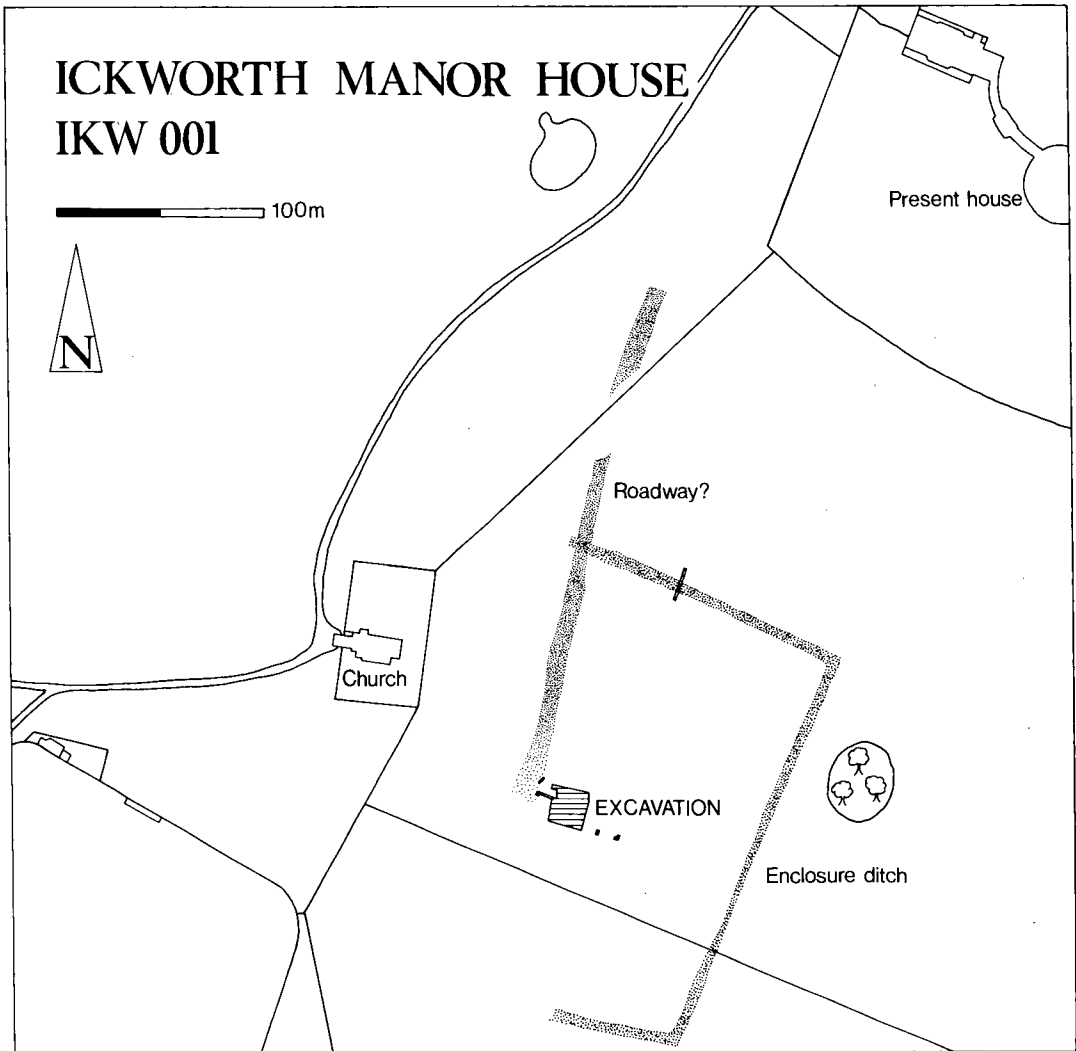 ICKWORTH MANOR HOUSE
IKW 001
100m
N
Present house
Roadway?
Church
EXCAVATION
Enclosure ditch